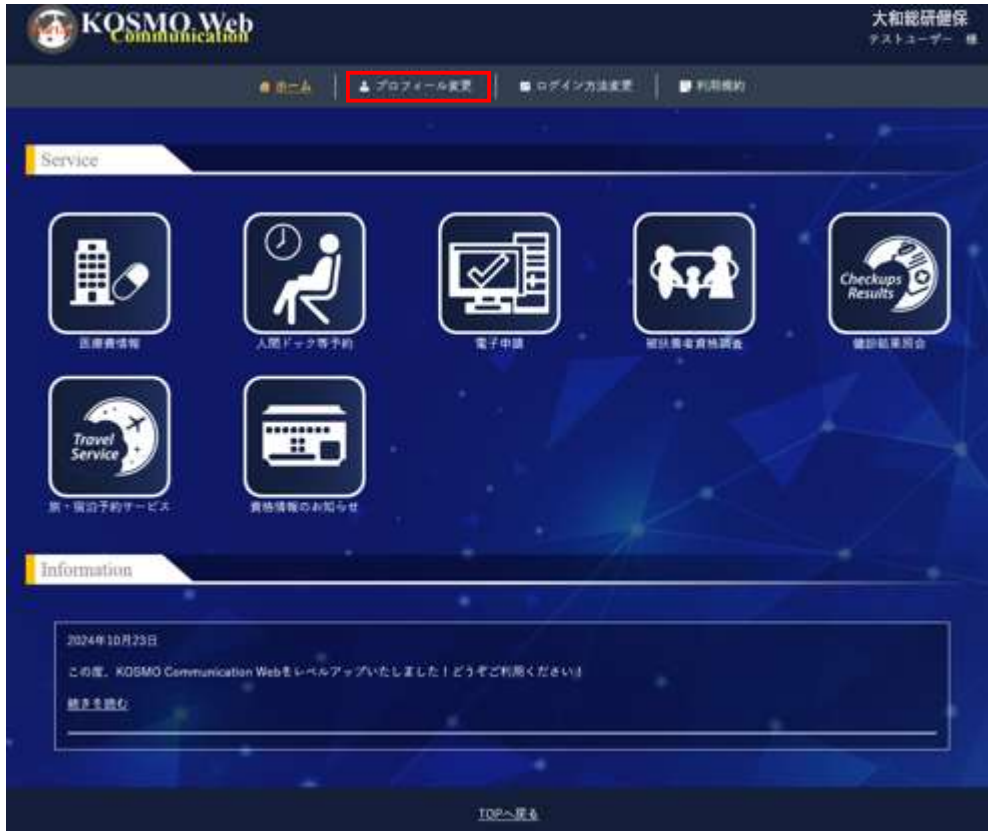 KOSMO Web
Communication
大和総研健保
テストユーザー 様
ホーム
プロフィール変更
ログイン方法変更
利用規約
Service
医療費情報
人間ドック等予約
電子申請
被扶養者資格調査
Checkups
Results
健診結果照会
Travel
Service
旅・宿泊予約サービス
資格情報のお知らせ
Information
2024年10月23日
この度、KOSMO Communication Webをレベルアップいたしました！どうぞご利用ください！
続きを読む
TOPへ戻る